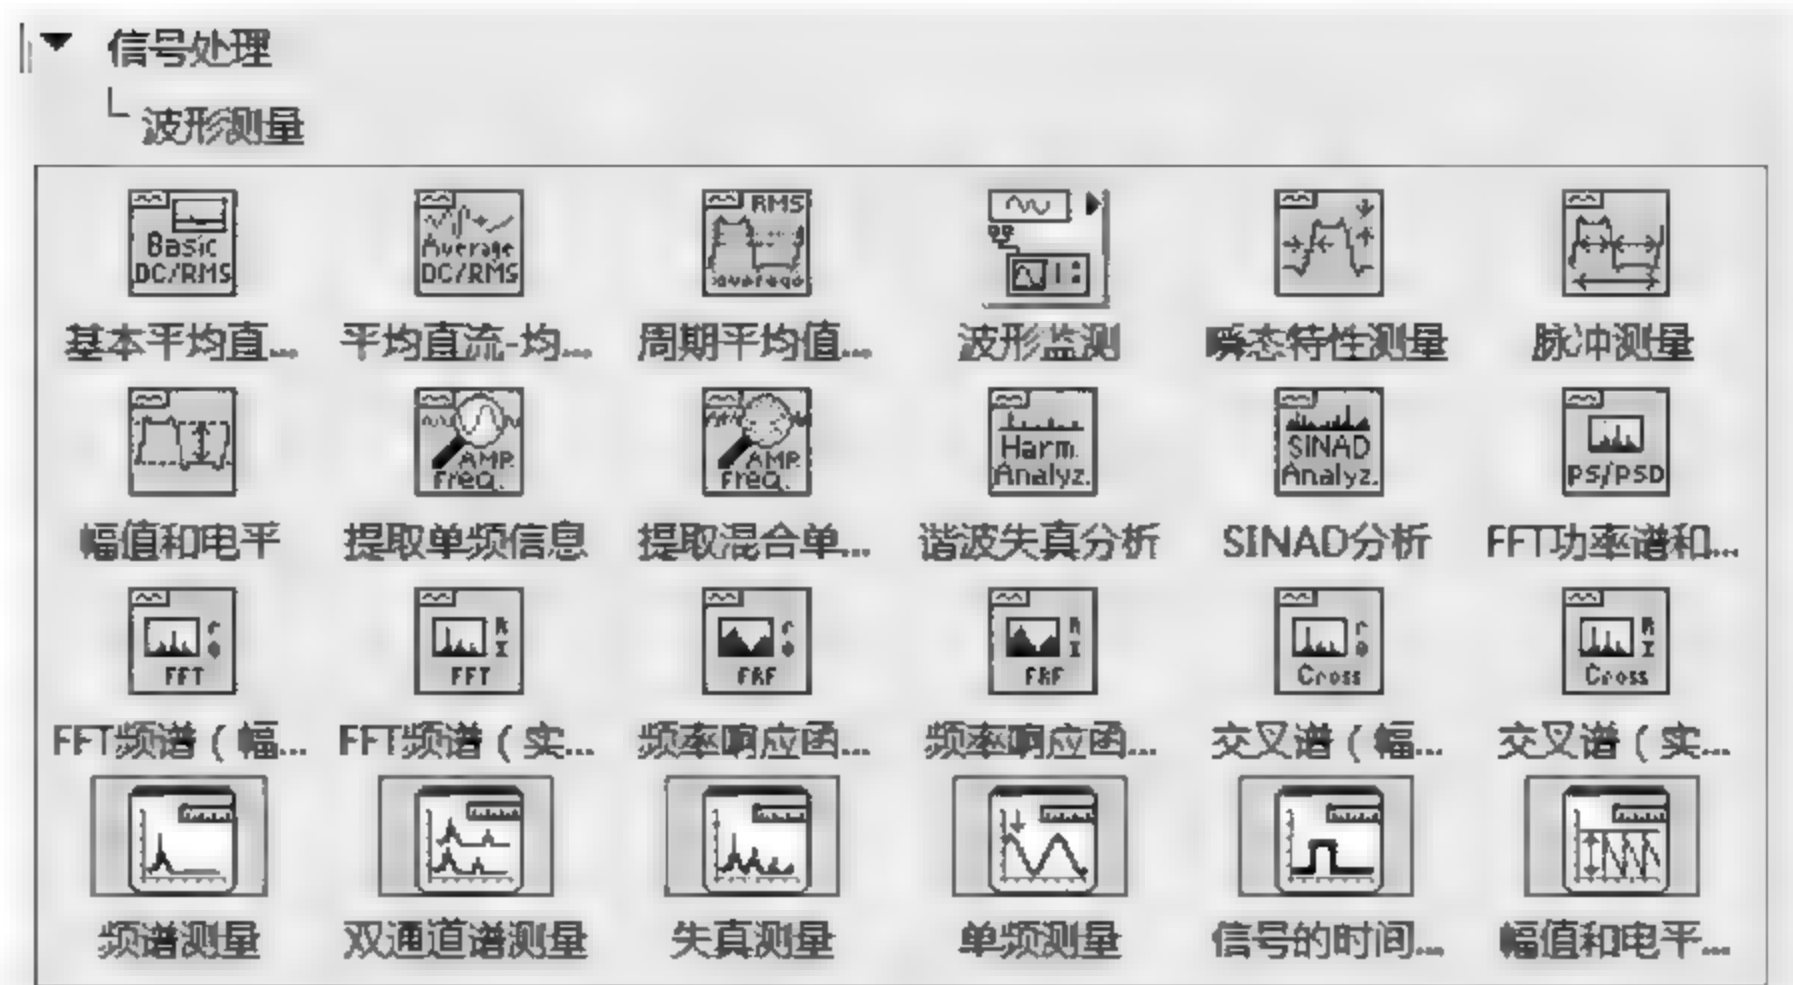 信号处理
波形测量
Basic DC/RMS
Average DC/RMS
RMS average
基本平均直...
平均直流-均...
周期平均值...
波形监测
瞬态特性测量
脉冲测量
AMP Freq.
AMP Freq.
Harm. Analyz.
SINAD Analyz.
PS/PSD
幅值和电平
提取单频信息
提取混合单...
谐波失真分析
SINAD分析
FFT功率谱和...
r θ FFT
R I FFT
r θ FRF
R I FRF
r θ Cross
R I Cross
FFT频谱(幅...
FFT频谱(实...
频率响应函...
频率响应函...
交叉谱(幅...
交叉谱(实...
频谱测量
双通道谱测量
失真测量
单频测量
信号的时间...
幅值和电平...